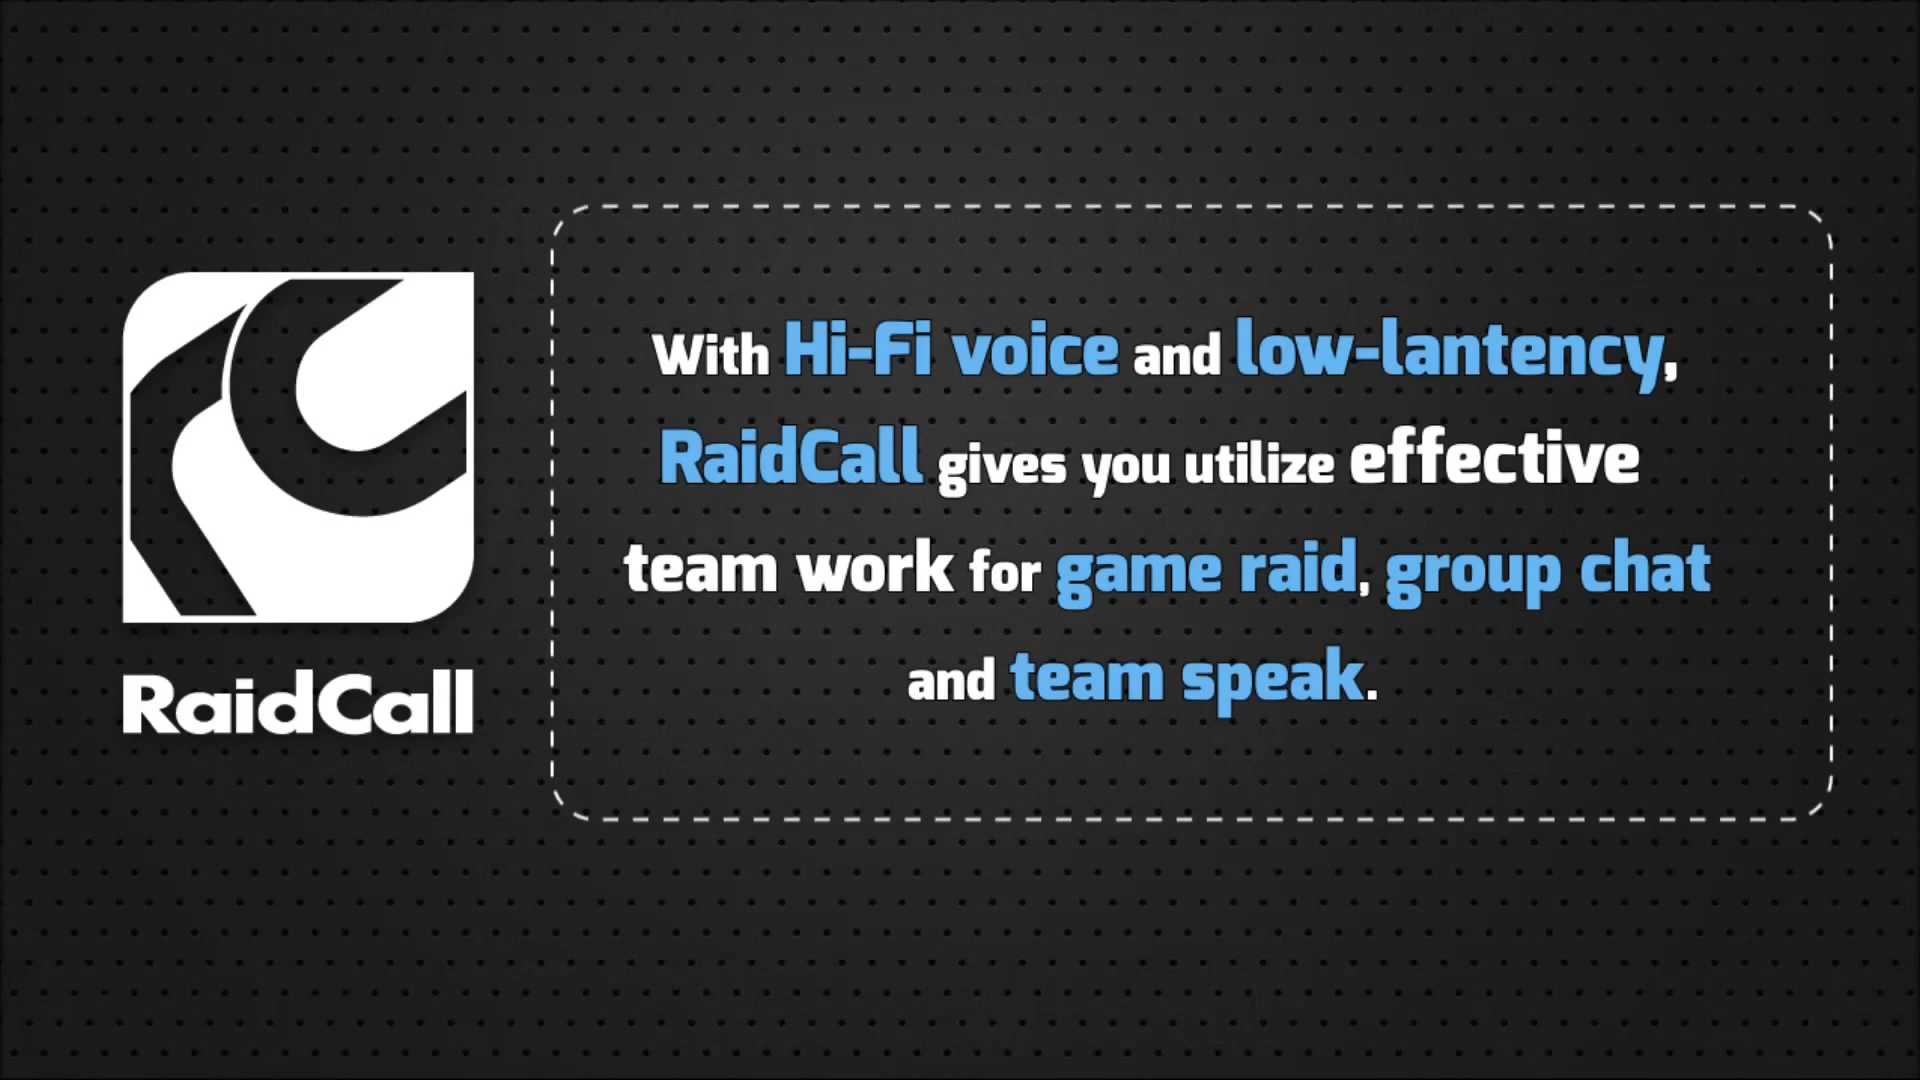 RaidCall
With Hi-Fi voice and low-lantency,
RaidCall gives you utilize effective
team work for game raid, group chat
and team speak.